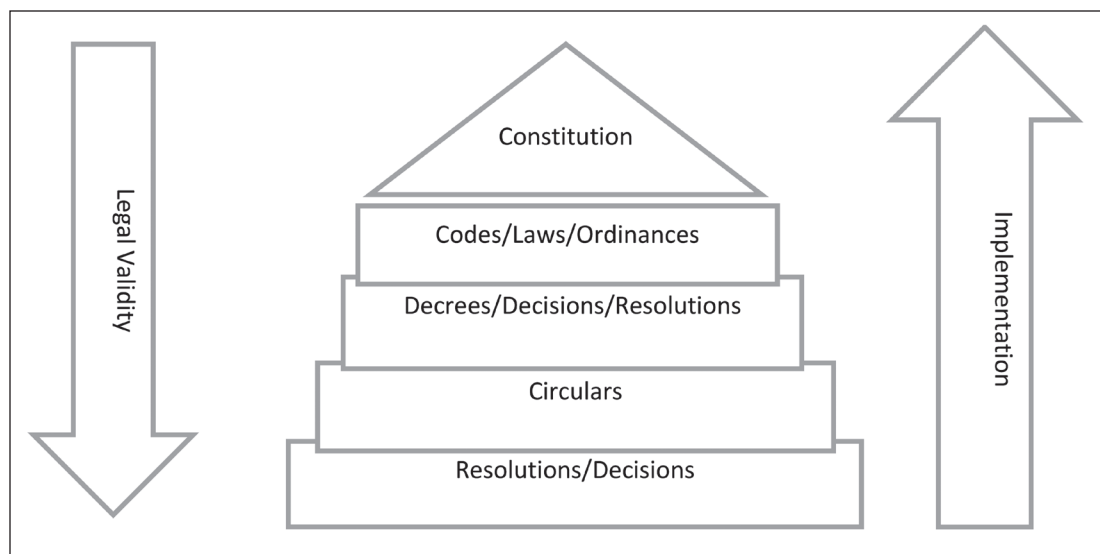 Constitution
Codes/Laws/Ordinances
Decrees/Decisions/Resolutions
Circulars
Resolutions/Decisions
Legal Validity
Implementation